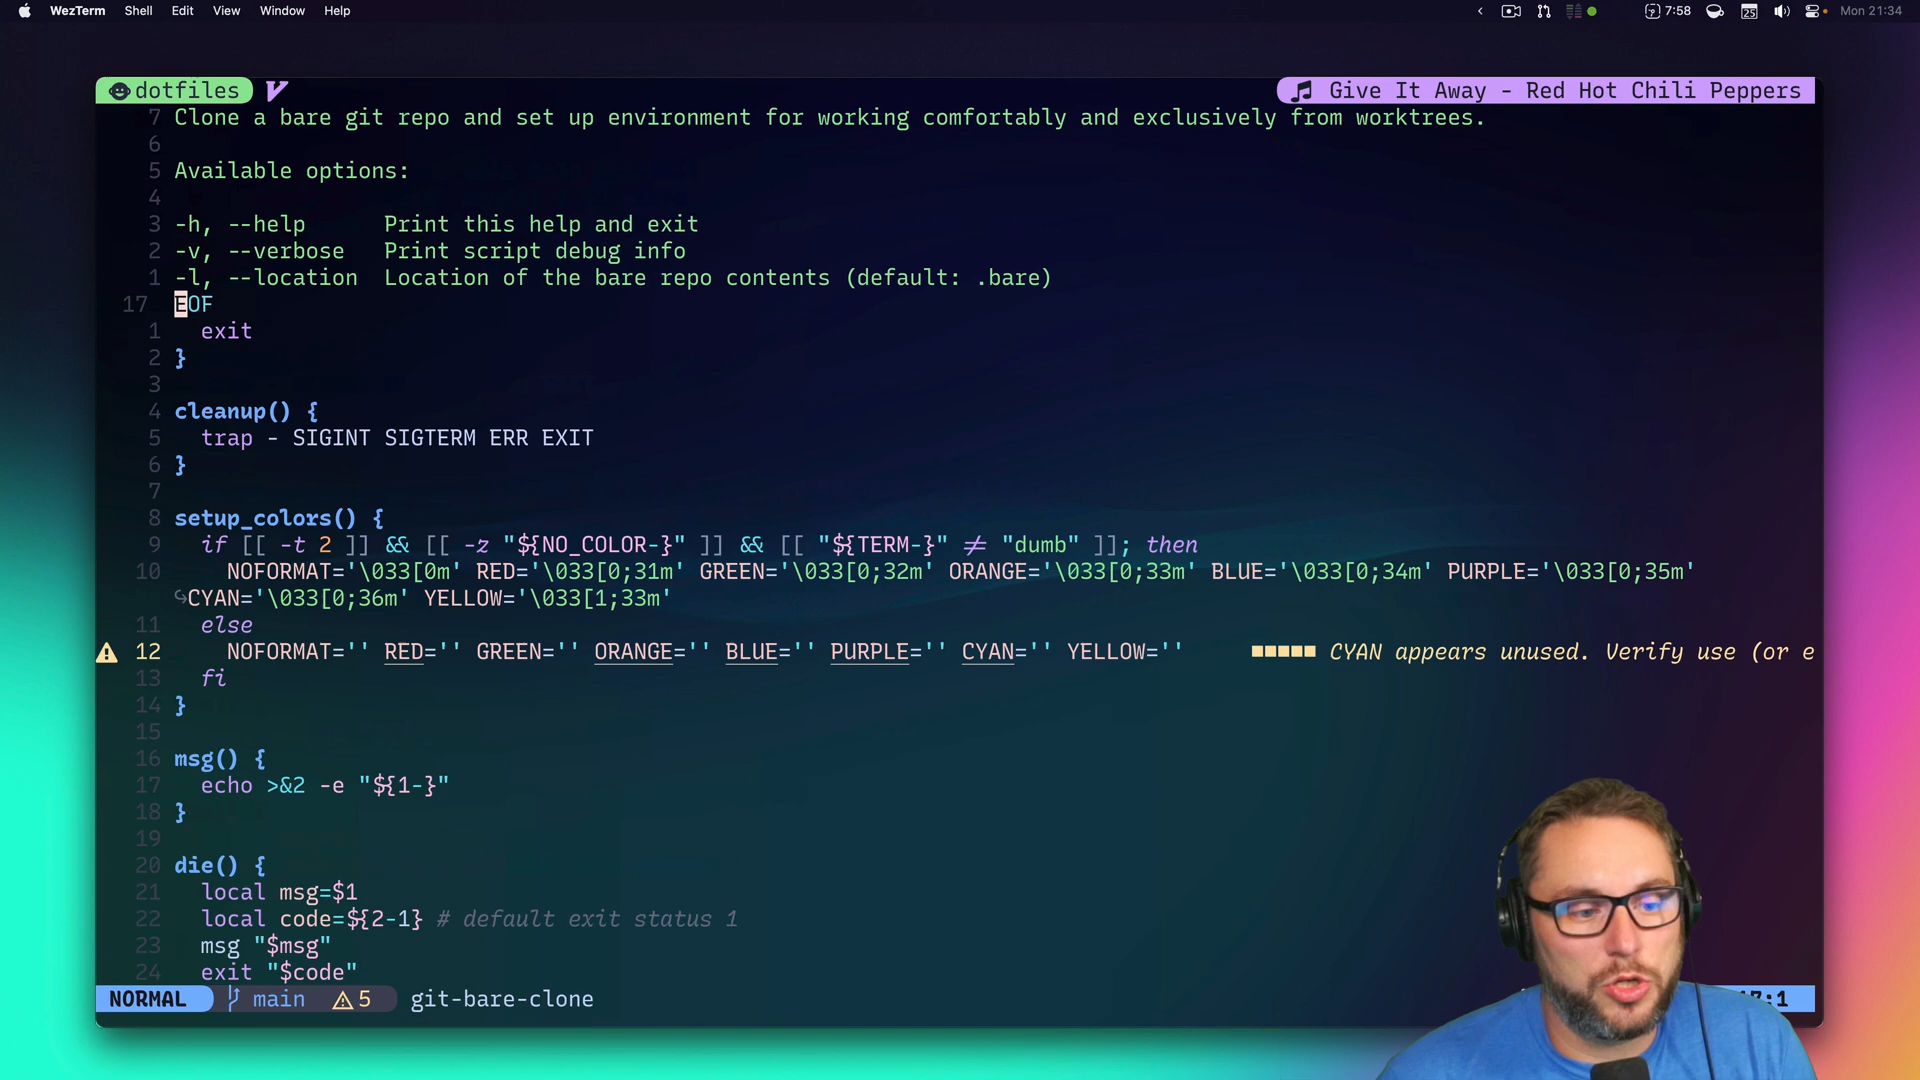 WezTerm Shell Edit View Window Help 7:58 25 Mon 21:34
dotfiles Give It Away - Red Hot Chili Peppers
7 Clone a bare git repo and set up environment for working comfortably and exclusively from worktrees.
6
5 Available options:
4
3 -h, --help Print this help and exit
2 -v, --verbose Print script debug info
1 -l, --location Location of the bare repo contents (default: .bare)
17 EOF
1 exit
2 }
3
4 cleanup() {
5 trap - SIGINT SIGTERM ERR EXIT
6 }
7
8 setup_colors() {
9 if [[ -t 2 ]] && [[ -z "${NO_COLOR-}" ]] && [[ "${TERM-}" != "dumb" ]]; then
10 NOFORMAT='\033[0m' RED='\033[0;31m' GREEN='\033[0;32m' ORANGE='\033[0;33m' BLUE='\033[0;34m' PURPLE='\033[0;35m'
CYAN='\033[0;36m' YELLOW='\033[1;33m'
11 else
12 NOFORMAT='' RED='' GREEN='' ORANGE='' BLUE='' PURPLE='' CYAN='' YELLOW='' ■■■■■ CYAN appears unused. Verify use (or e
13 fi
14 }
15
16 msg() {
17 echo >&2 -e "${1-}"
18 }
19
20 die() {
21 local msg=$1
22 local code=${2-1} # default exit status 1
23 msg "$msg"
24 exit "$code"
NORMAL main 5 git-bare-clone :1